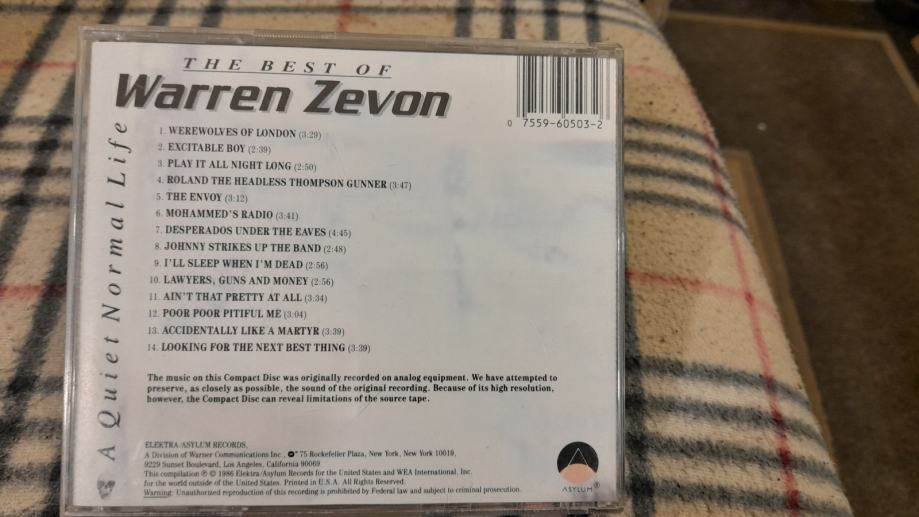 THE BEST OF
Warren Zevon
A Quiet Normal Life
0 7559-60503-2
1. WEREWOLVES OF LONDON (3:29)
2. EXCITABLE BOY (2:39)
3. PLAY IT ALL NIGHT LONG (2:50)
4. ROLAND THE HEADLESS THOMPSON GUNNER (3:47)
5. THE ENVOY (3:12)
6. MOHAMMED'S RADIO (3:41)
7. DESPERADOS UNDER THE EAVES (4:45)
8. JOHNNY STRIKES UP THE BAND (2:48)
9. I'LL SLEEP WHEN I'M DEAD (2:56)
10. LAWYERS, GUNS AND MONEY (2:56)
11. AIN'T THAT PRETTY AT ALL (3:34)
12. POOR POOR PITIFUL ME (3:04)
13. ACCIDENTALLY LIKE A MARTYR (3:39)
14. LOOKING FOR THE NEXT BEST THING (3:39)
The music on this Compact Disc was originally recorded on analog equipment. We have attempted to
preserve, as closely as possible, the sound of the original recording. Because of its high resolution,
however, the Compact Disc can reveal limitations of the source tape.
ELEKTRA/ASYLUM RECORDS,
A Division of Warner Communications Inc., 75 Rockefeller Plaza, New York, New York 10019,
9229 Sunset Boulevard, Los Angeles, California 90069
This compilation ℗ © 1986 Elektra/Asylum Records for the United States and WEA International, Inc.
for the world outside of the United States. Printed in U.S.A. All Rights Reserved.
Warning: Unauthorized reproduction of this recording is prohibited by Federal law and subject to criminal prosecution.
ASYLUM®